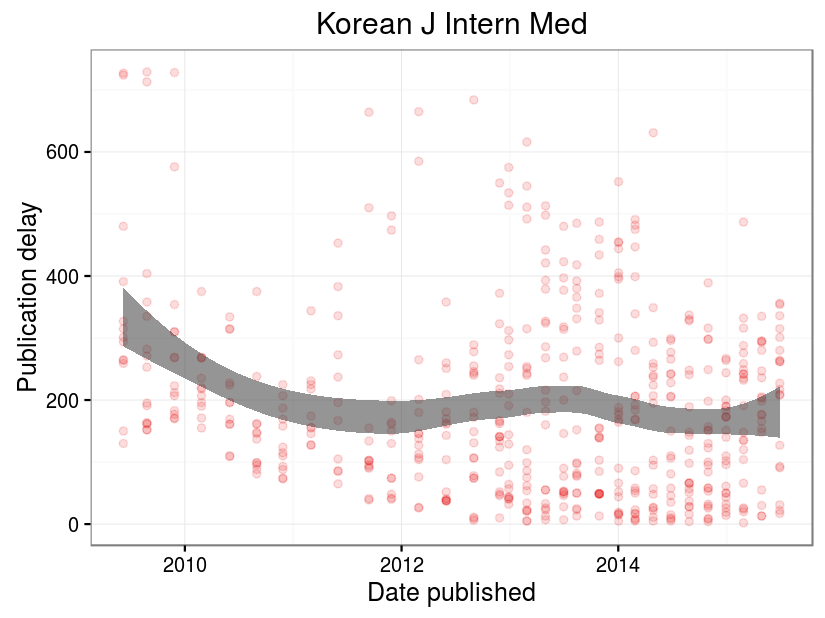 Korean J Intern Med
Publication delay
600
400
200
0
2010
2012
2014
Date published